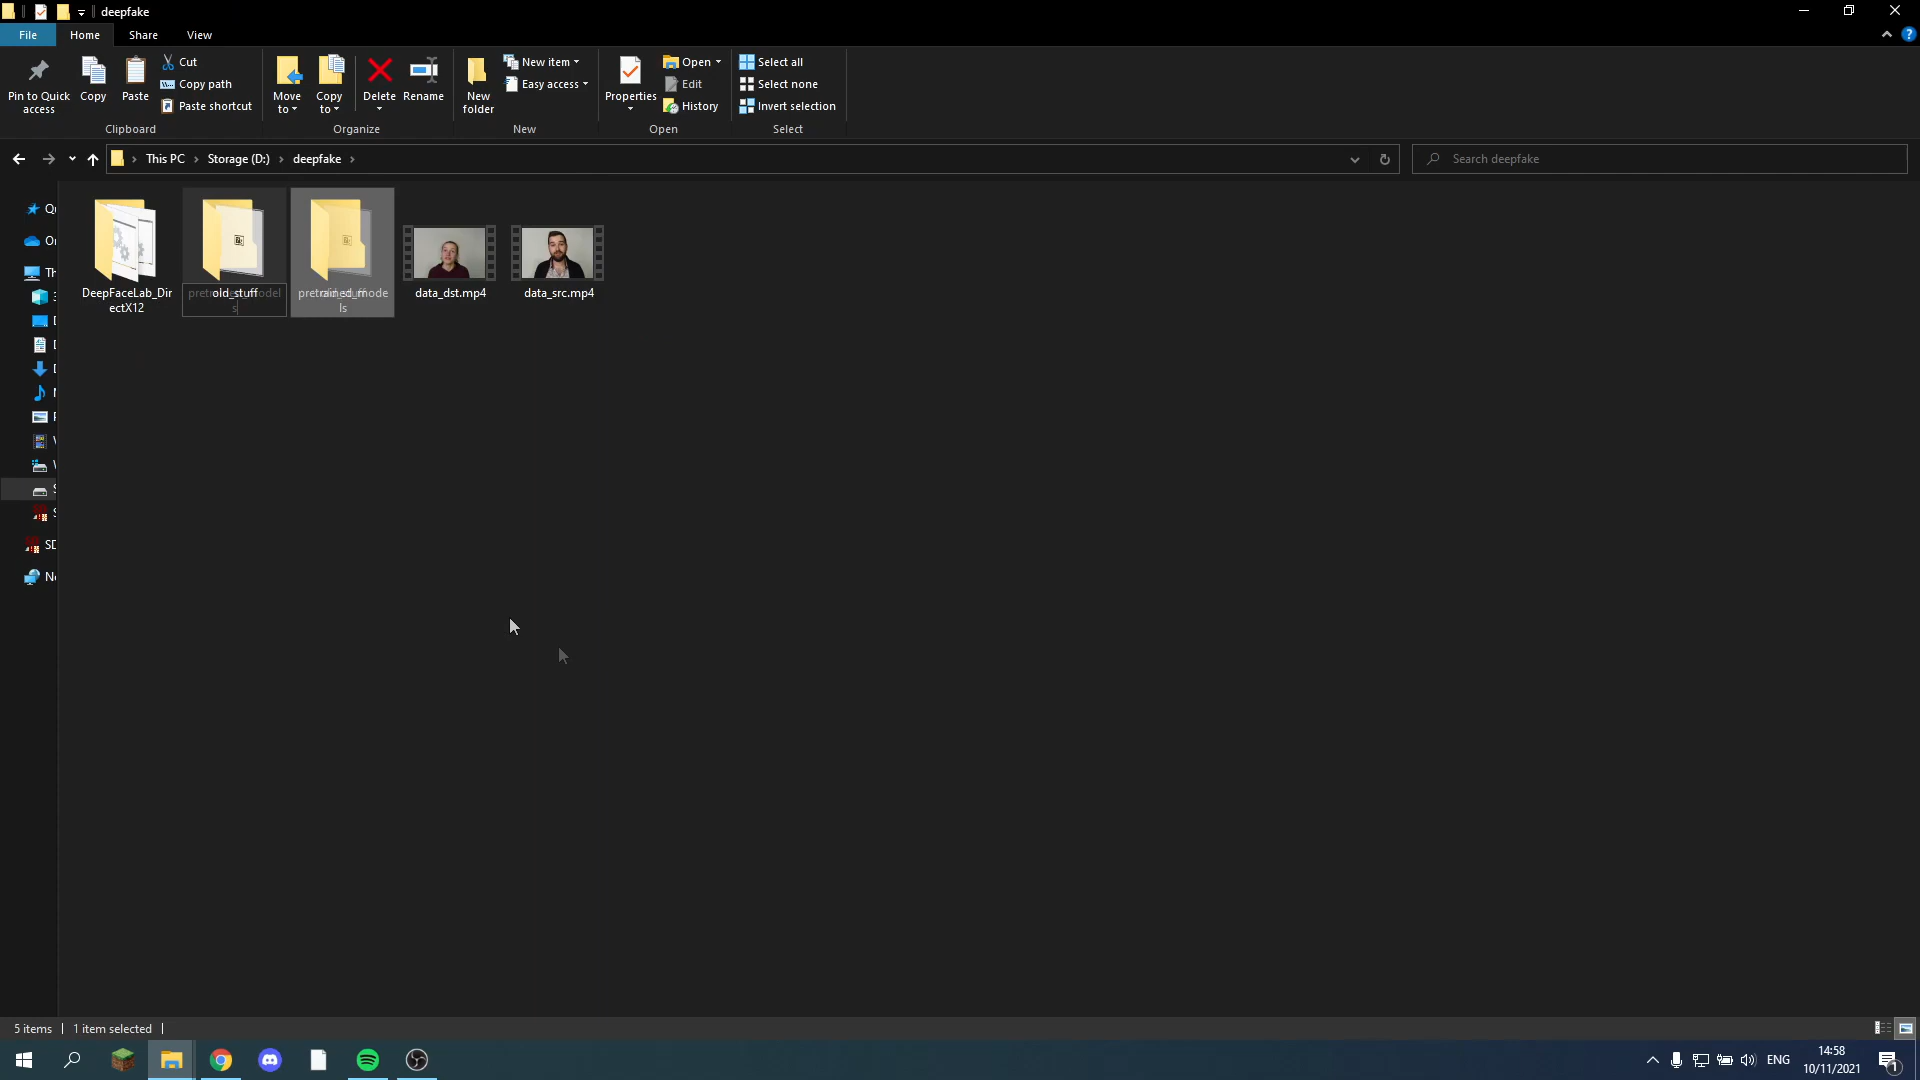 deepfake
File Home Share View
Pin to Quick access
Copy
Paste
Cut
Copy path
Paste shortcut
Clipboard
Move to
Copy to
Delete
Rename
Organize
New folder
New item
Easy access
New
Properties
Open
Edit
History
Open
Select all
Select none
Invert selection
Select
This PC Storage (D:) deepfake
Search deepfake
DeepFaceLab_Dir
ectX12
old_stuff
pretrained_mode
ls
data_dst.mp4
data_src.mp4
5 items 1 item selected
ENG
14:58
10/11/2021
1